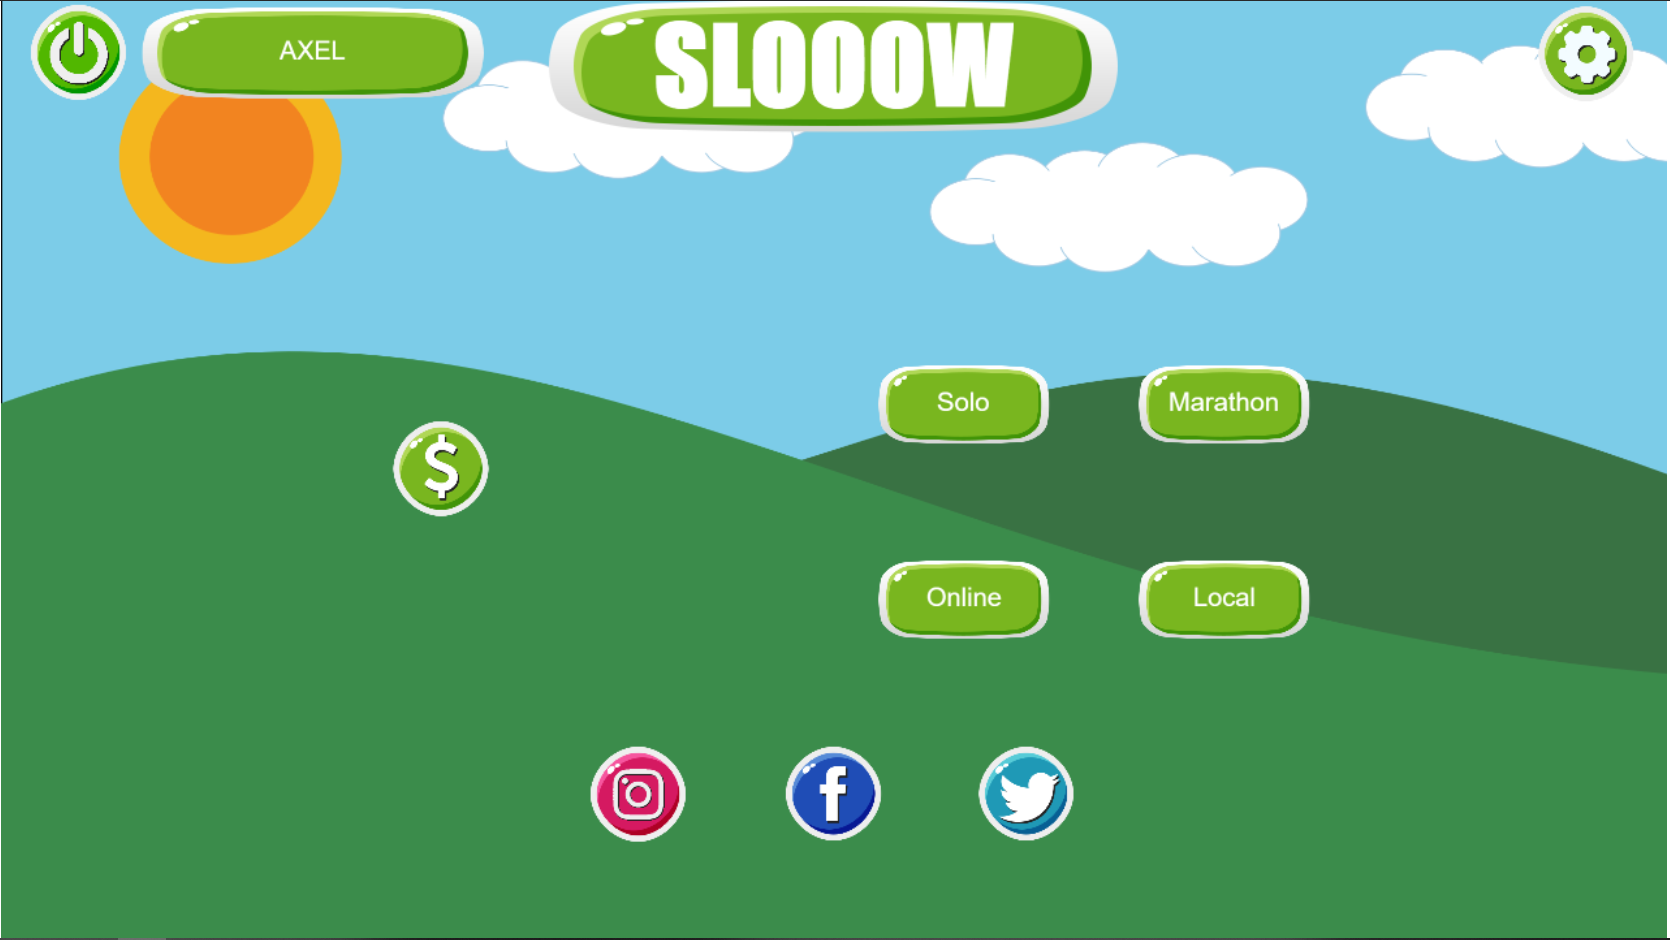 AXEL
SLOOOW
Solo
Marathon
$
Online
Local
f